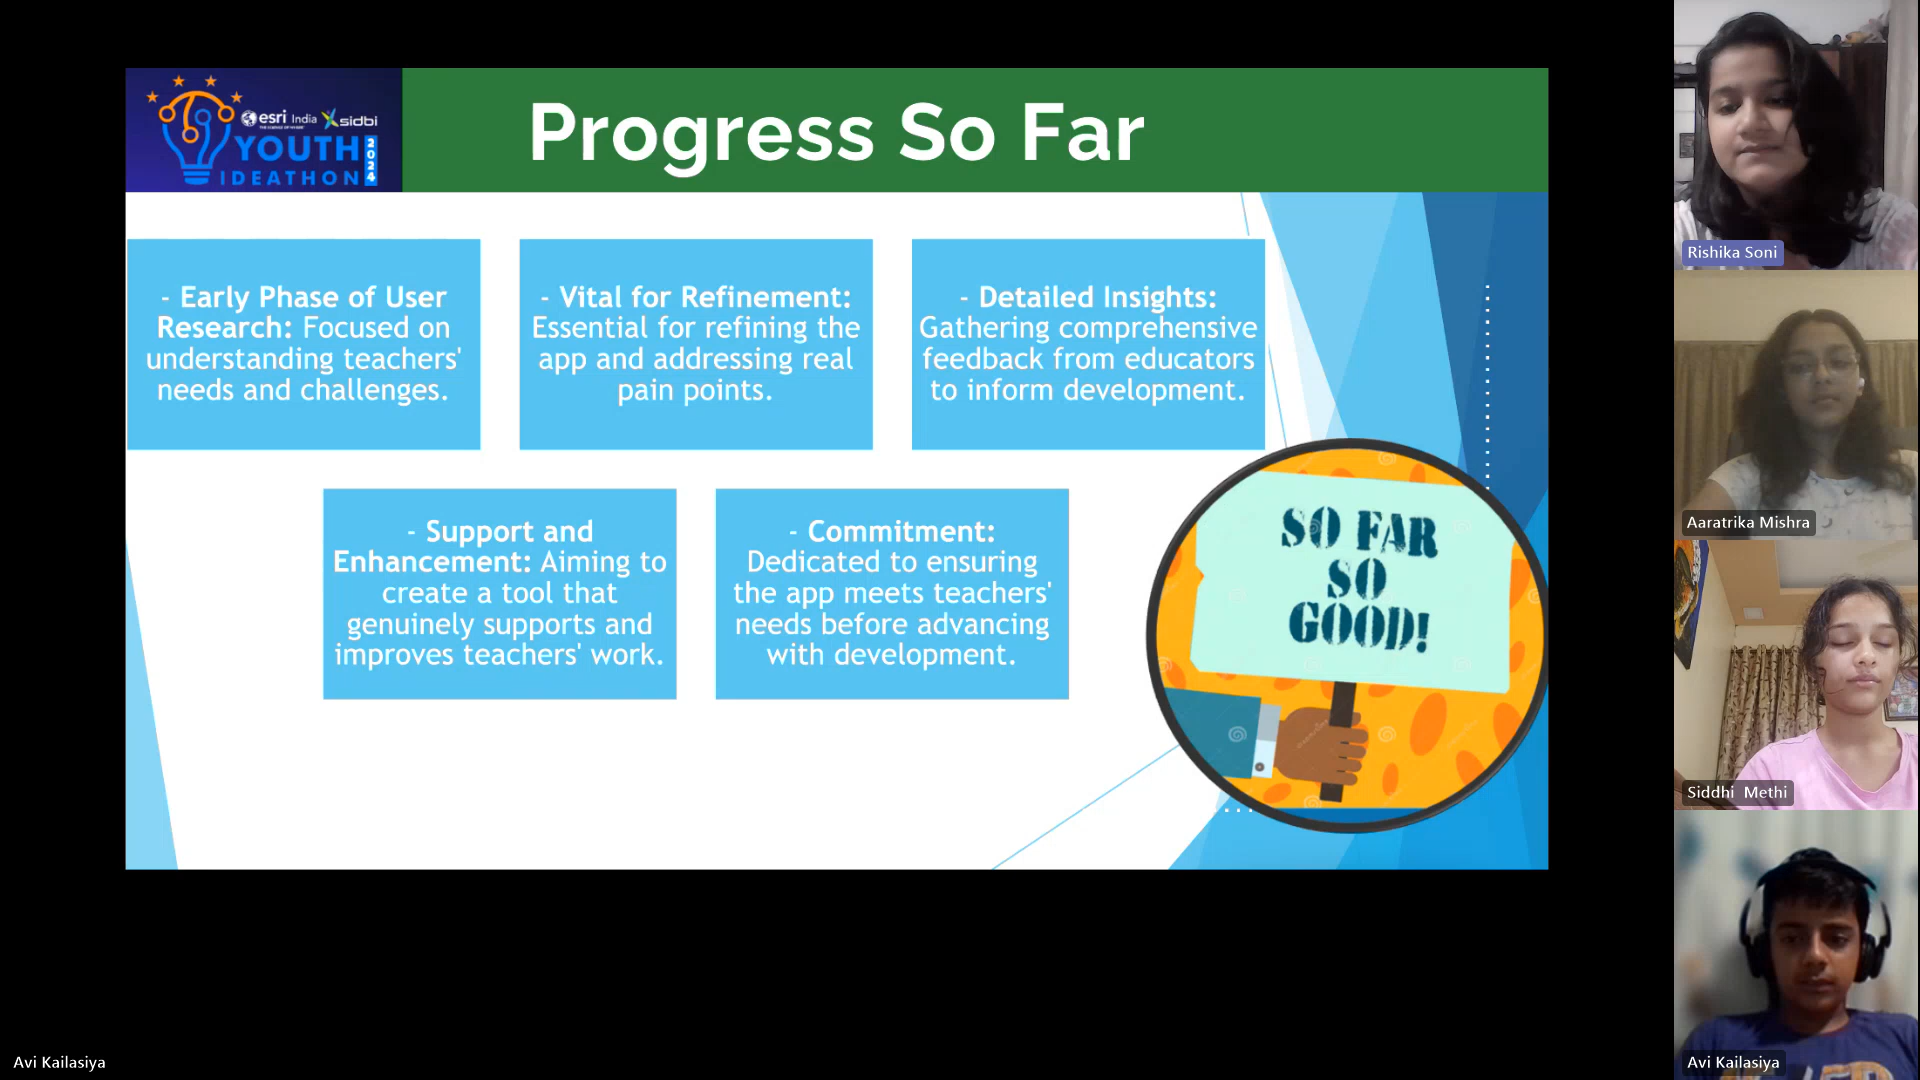 esri India sidbi
YOUTH
IDEATHON
2024
Progress So Far
- Early Phase of User
Research: Focused on
understanding teachers'
needs and challenges.
- Vital for Refinement:
Essential for refining the
app and addressing real
pain points.
- Detailed Insights:
Gathering comprehensive
feedback from educators
to inform development.
- Support and
Enhancement: Aiming to
create a tool that
genuinely supports and
improves teachers' work.
- Commitment:
Dedicated to ensuring
the app meets teachers'
needs before advancing
with development.
SO FAR
SO
GOOD!
Rishika Soni
Aaratrika Mishra
Siddhi Methi
Avi Kailasiya
Avi Kailasiya